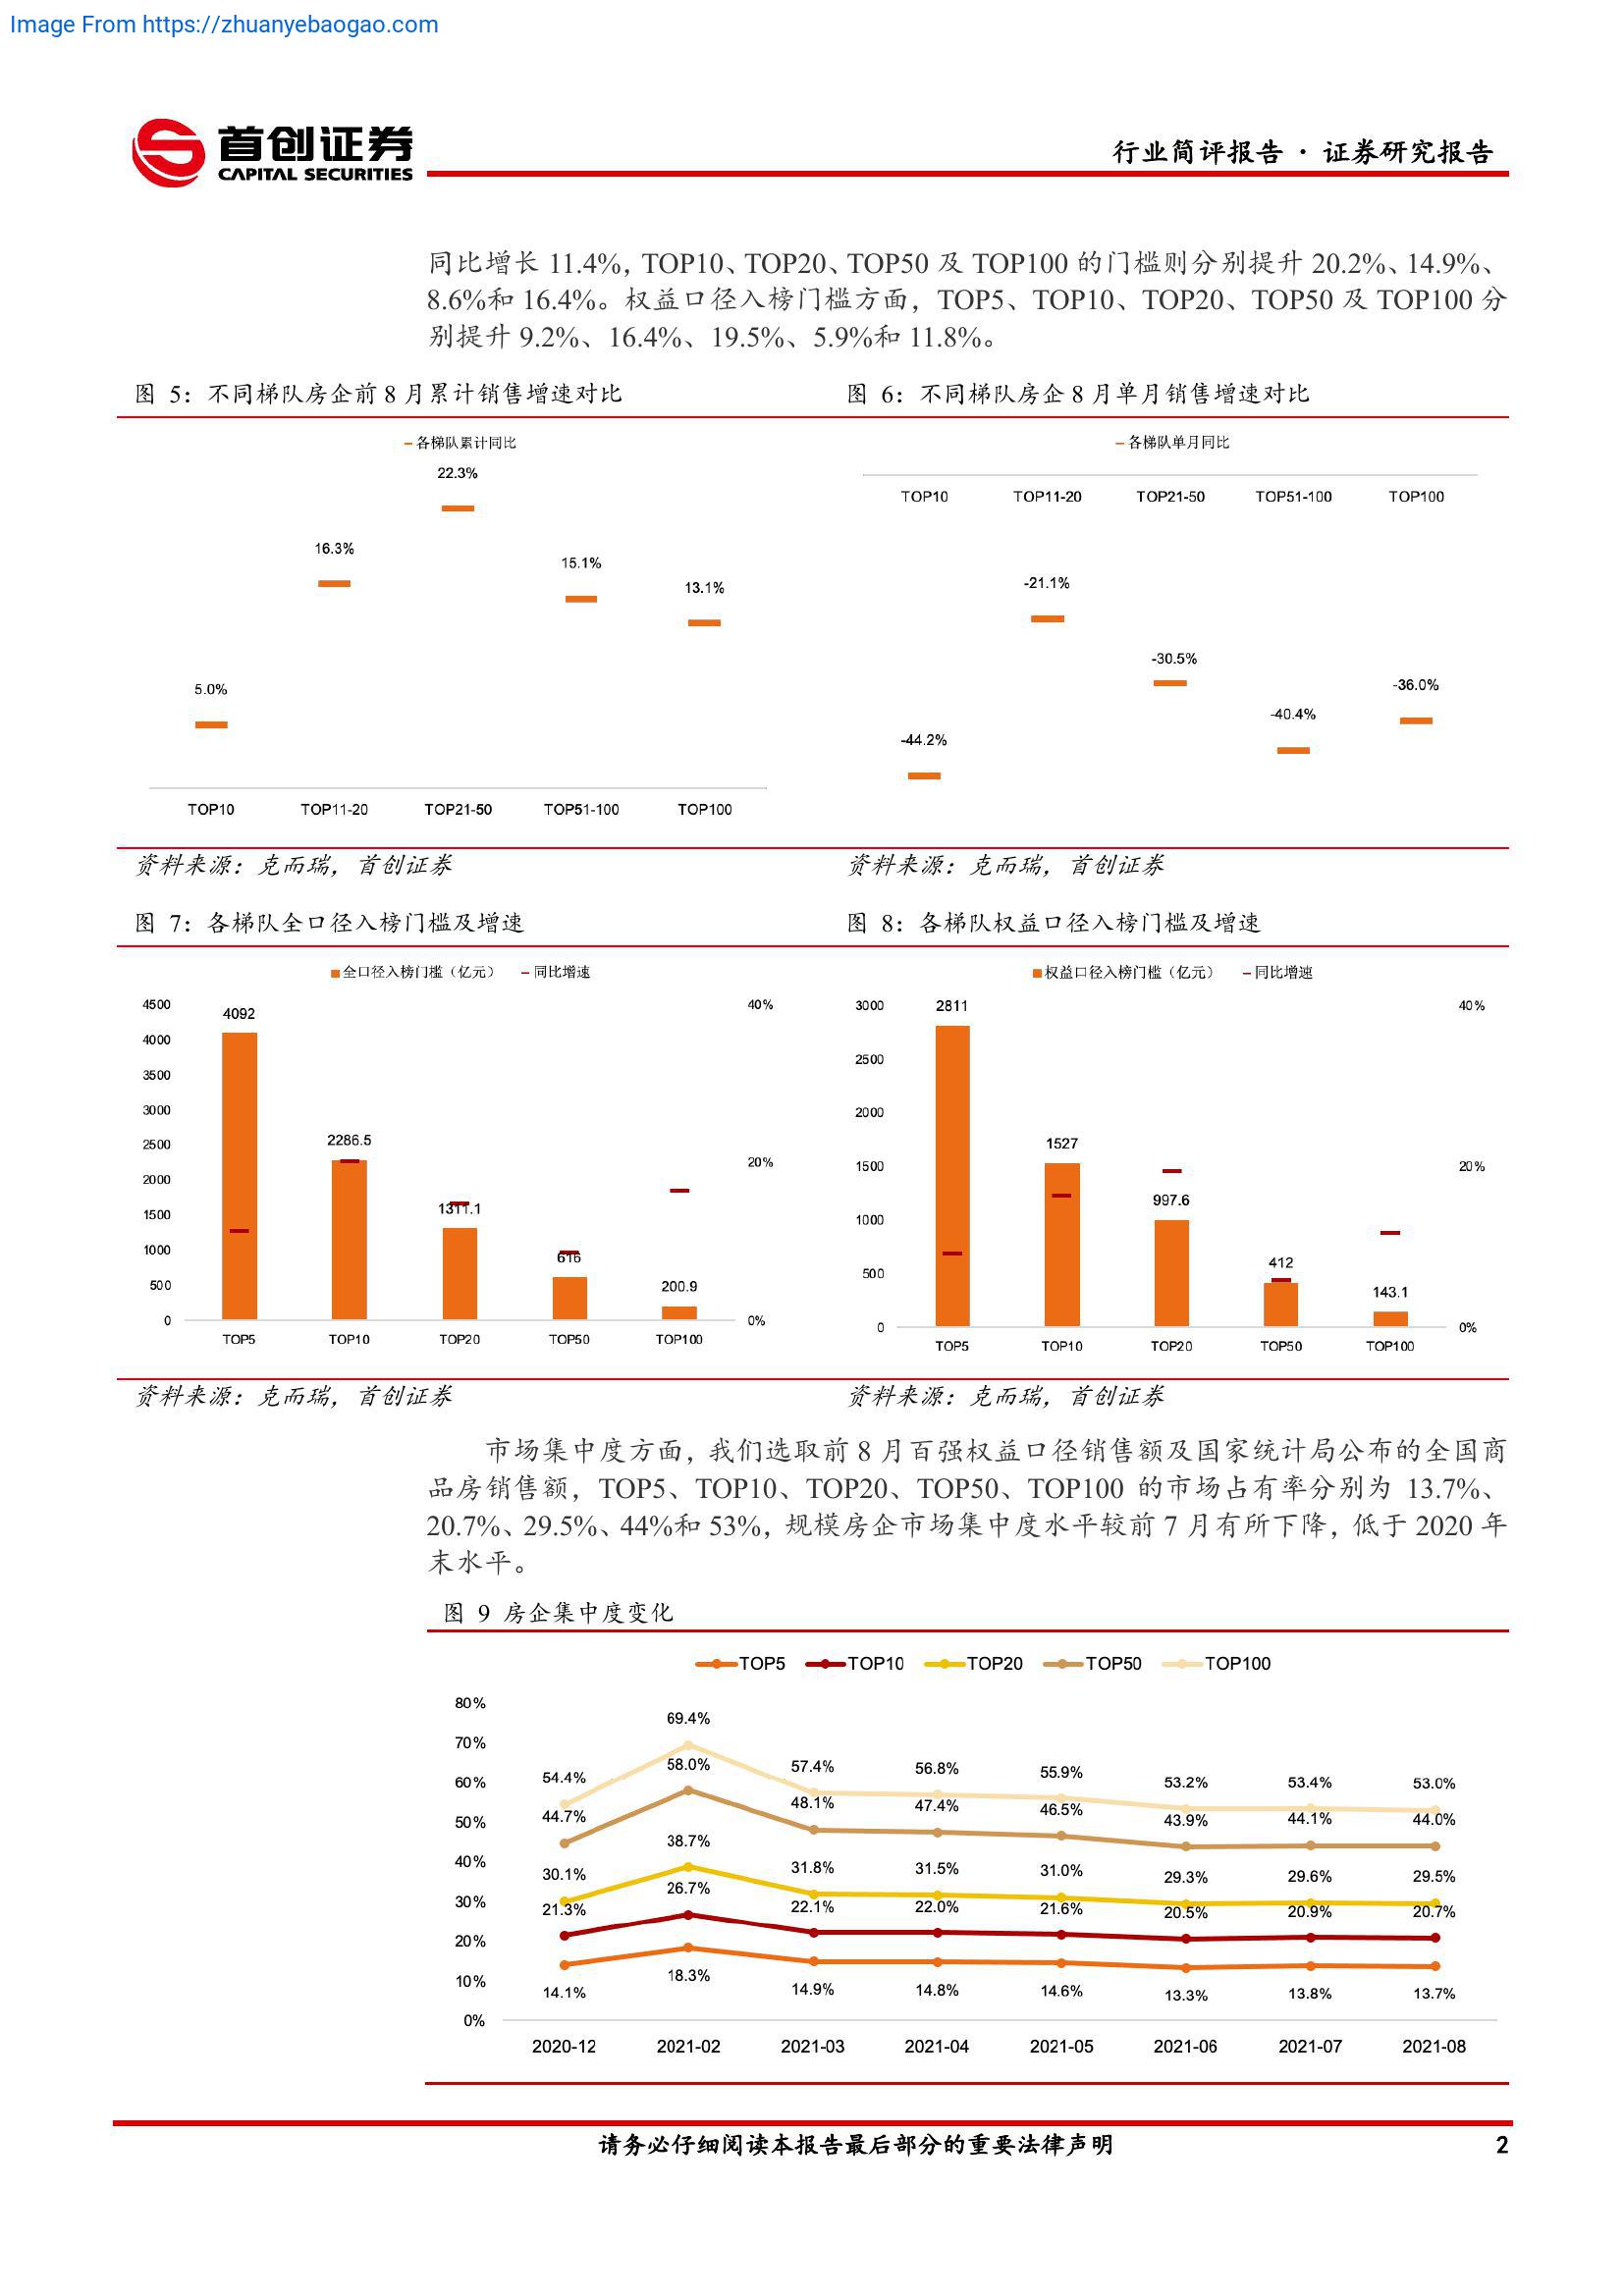 Image From https://zhuanyebaogao.com
首创证券
CAPITAL SECURITIES
行业简评报告 · 证券研究报告
同比增长 11.4%, TOP10、TOP20、TOP50 及 TOP100 的门槛则分别提升 20.2%、14.9%、
8.6%和 16.4%。权益口径入榜门槛方面，TOP5、TOP10、TOP20、TOP50 及 TOP100 分
别提升 9.2%、16.4%、19.5%、5.9%和 11.8%。
图 5：不同梯队房企前 8 月累计销售增速对比
各梯队累计同比
22.3%
16.3%
15.1%
13.1%
5.0%
TOP10 TOP11-20 TOP21-50 TOP51-100 TOP100
资料来源：克而瑞，首创证券
图 6：不同梯队房企 8 月单月销售增速对比
各梯队单月同比
TOP10 TOP11-20 TOP21-50 TOP51-100 TOP100
-21.1%
-30.5%
-36.0%
-40.4%
-44.2%
资料来源：克而瑞，首创证券
图 7：各梯队全口径入榜门槛及增速
全口径入榜门槛（亿元） 同比增速
4500 40%
4092
4000
3500
3000
2500
2286.5
20%
2000
1500
1311.1
1000
616
500
200.9
0 0%
TOP5 TOP10 TOP20 TOP50 TOP100
资料来源：克而瑞，首创证券
图 8：各梯队权益口径入榜门槛及增速
权益口径入榜门槛（亿元） 同比增速
3000 2811 40%
2500
2000
1527
1500 20%
997.6
1000
412
500
143.1
0 0%
TOP5 TOP10 TOP20 TOP50 TOP100
资料来源：克而瑞，首创证券
市场集中度方面，我们选取前 8 月百强权益口径销售额及国家统计局公布的全国商
品房销售额，TOP5、TOP10、TOP20、TOP50、TOP100 的市场占有率分别为 13.7%、
20.7%、29.5%、44%和 53%，规模房企市场集中度水平较前 7 月有所下降，低于 2020 年
末水平。
图 9 房企集中度变化
TOP5 TOP10 TOP20 TOP50 TOP100
80%
70%
60%
50%
40%
30%
20%
10%
0%
54.4% 69.4% 57.4% 56.8% 55.9% 53.2% 53.4% 53.0%
44.7% 58.0% 48.1% 47.4% 46.5% 43.9% 44.1% 44.0%
30.1% 38.7% 31.8% 31.5% 31.0% 29.3% 29.6% 29.5%
21.3% 26.7% 22.1% 22.0% 21.6% 20.5% 20.9% 20.7%
14.1% 18.3% 14.9% 14.8% 14.6% 13.3% 13.8% 13.7%
2020-12 2021-02 2021-03 2021-04 2021-05 2021-06 2021-07 2021-08
请务必仔细阅读本报告最后部分的重要法律声明 2